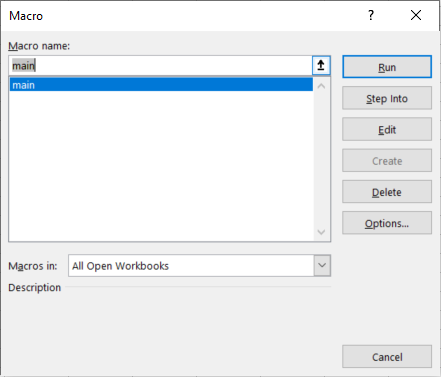 Macro ?
Macro name:
main
main
Run
Step Into
Edit
Create
Delete
Options...
Macros in: All Open Workbooks
Description
Cancel